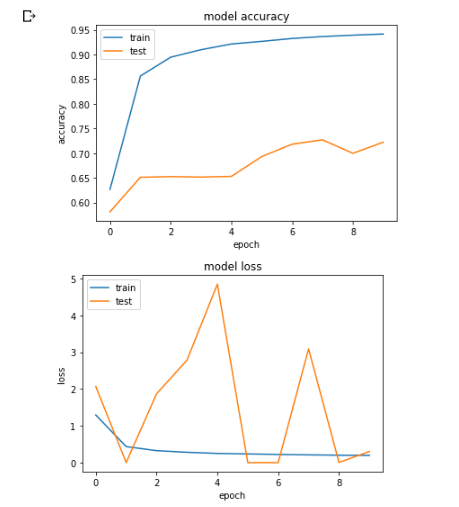 model accuracy
train
test
0.95
0.90
0.85
0.80
0.75
0.70
0.65
0.60
accuracy
0 2 4 6 8
epoch
model loss
train
test
5
4
3
2
1
0
loss
0 2 4 6 8
epoch